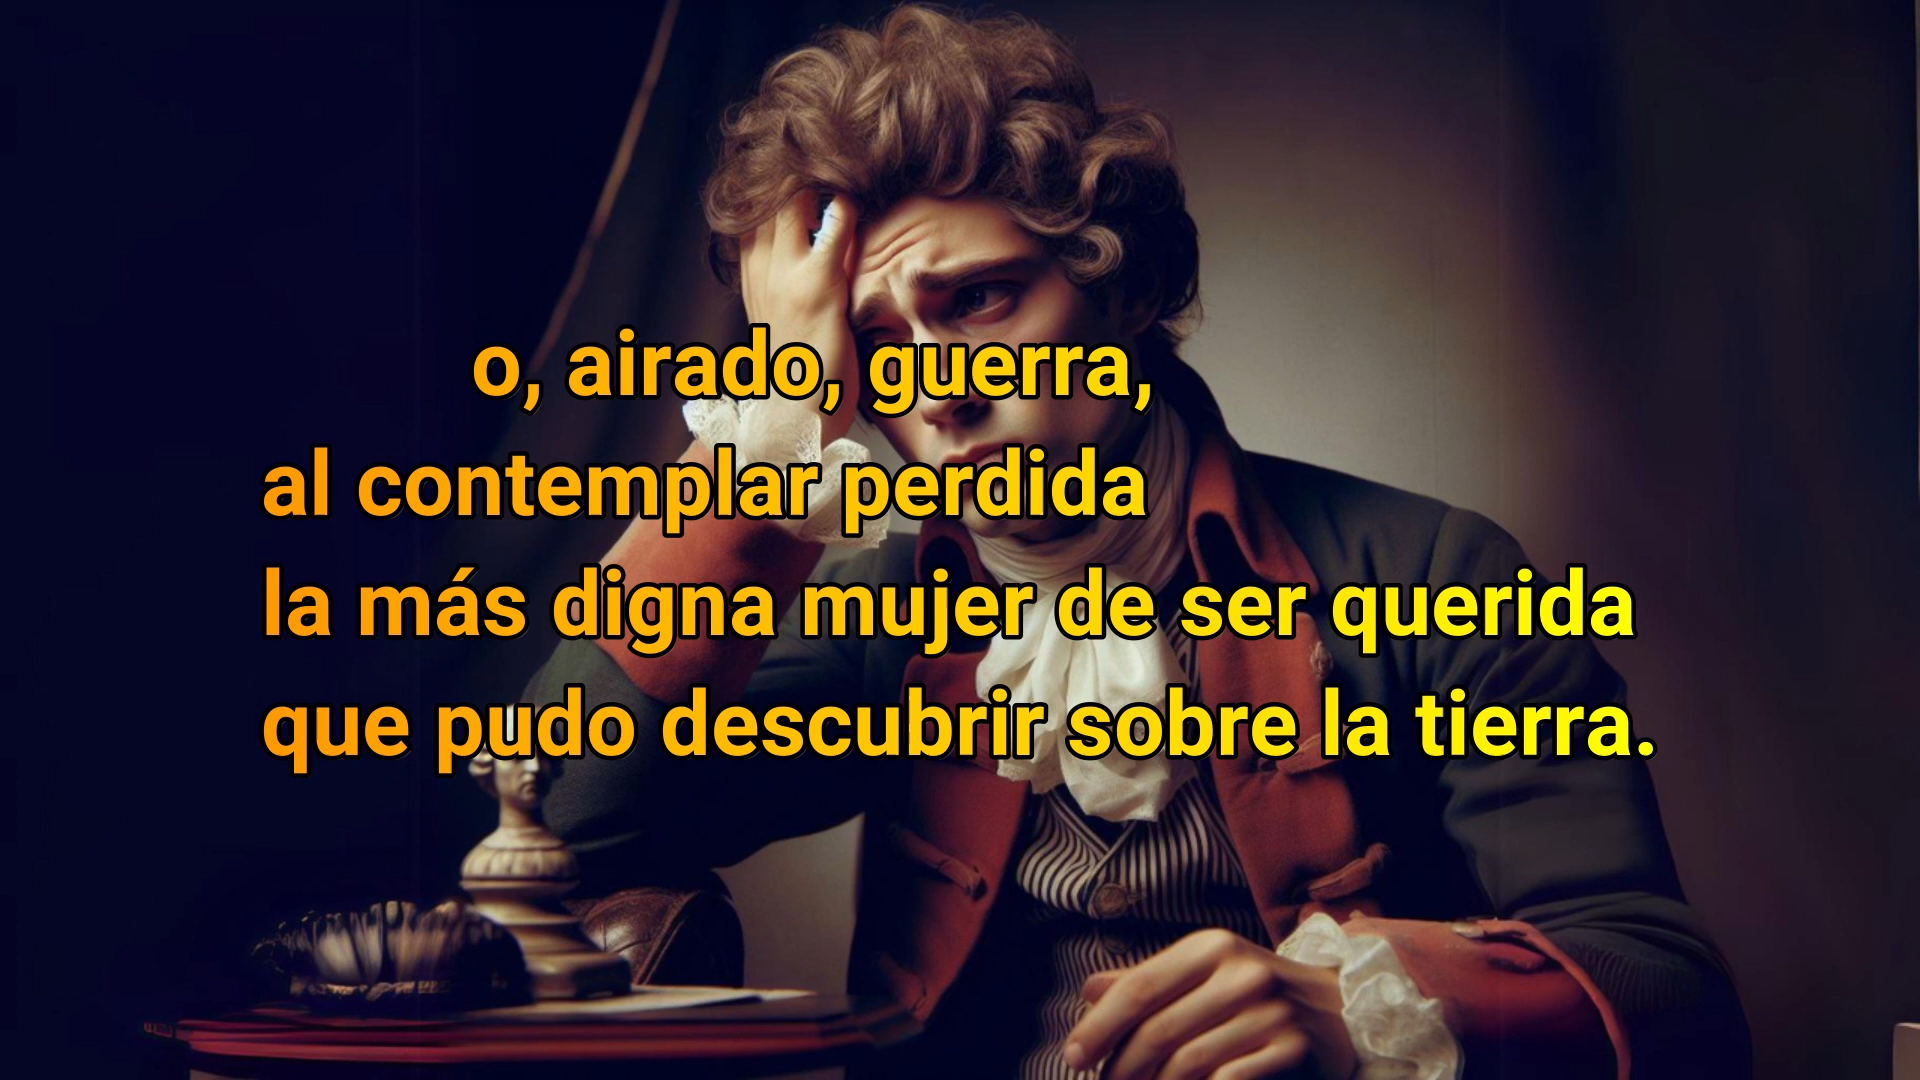 o, airado, guerra,
al contemplar perdida
la más digna mujer de ser querida
que pudo descubrir sobre la tierra.